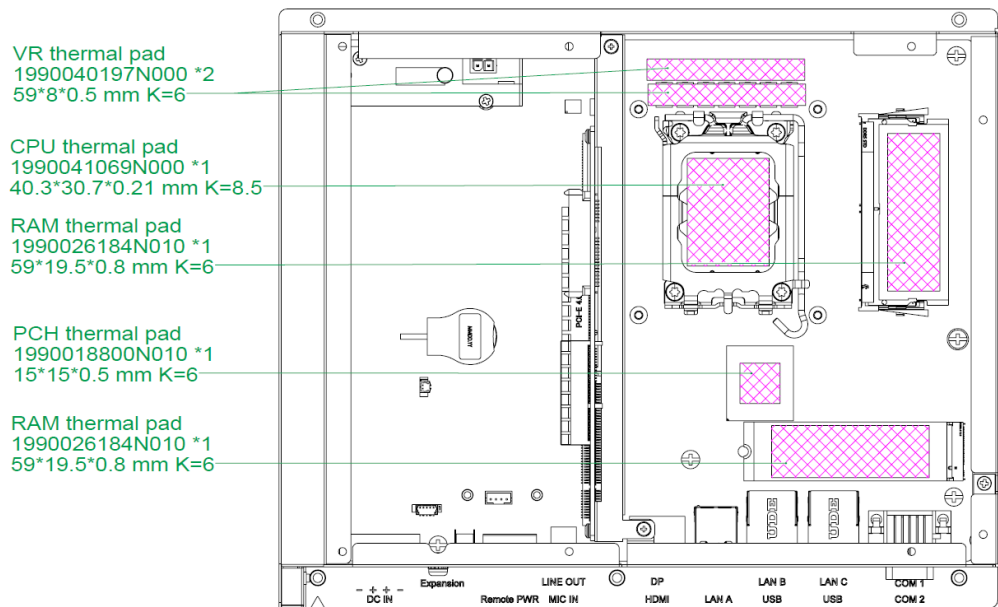 VR thermal pad
1990040197N000 *2
59*8*0.5 mm K=6
CPU thermal pad
1990041069N000 *1
40.3*30.7*0.21 mm K=8.5
RAM thermal pad
1990026184N010 *1
59*19.5*0.8 mm K=6
PCH thermal pad
1990018800N010 *1
15*15*0.5 mm K=6
RAM thermal pad
1990026184N010 *1
59*19.5*0.8 mm K=6
PCI-E 4.0
- + + -
DC IN
Expansion
Remote PWR
LINE OUT
MIC IN
DP
HDMI
LAN A
LAN B
USB
LAN C
USB
COM 1
COM 2